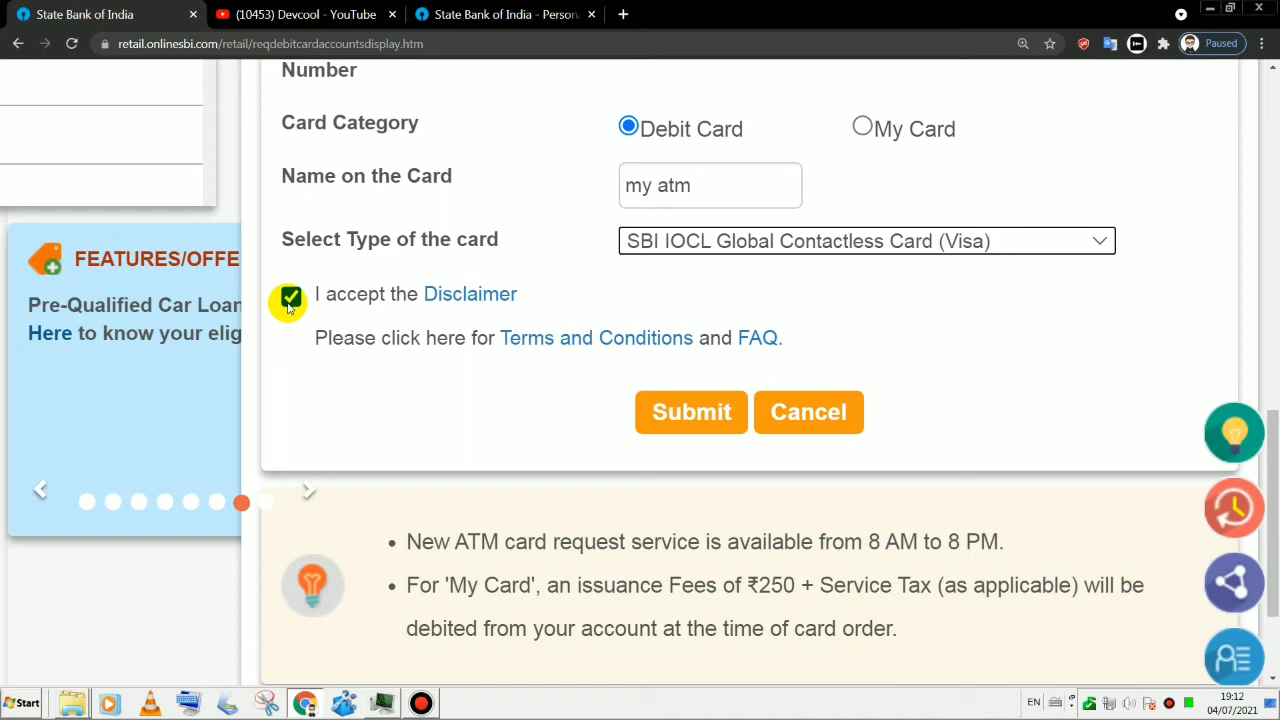 State Bank of India
(10453) Devcool - YouTube
State Bank of India - Person
retail.onlinesbi.com/retail/reqdebitcardaccountsdisplay.htm
Paused
Number
Card Category
Debit Card
My Card
Name on the Card
my atm
Select Type of the card
SBI IOCL Global Contactless Card (Visa)
I accept the Disclaimer
Please click here for Terms and Conditions and FAQ.
Submit
Cancel
FEATURES/OFFE
Pre-Qualified Car Loan
Here to know your elig
New ATM card request service is available from 8 AM to 8 PM.
For 'My Card', an issuance Fees of ₹250 + Service Tax (as applicable) will be
debited from your account at the time of card order.
Start
EN
19:12
04/07/2021